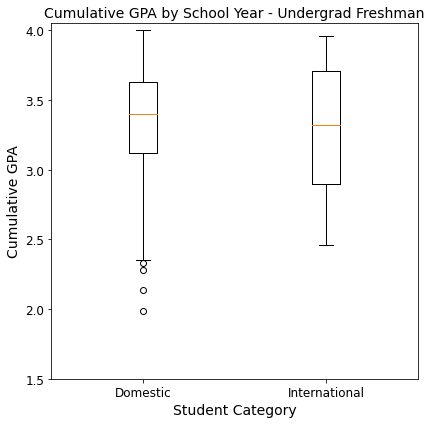 Cumulative GPA by School Year - Undergrad Freshman
4.0
3.5
3.0
2.5
2.0
1.5
Cumulative GPA
Domestic
International
Student Category